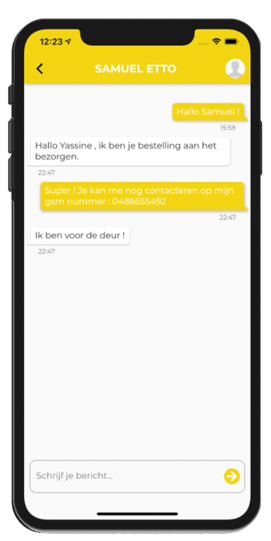 12:23
SAMUEL ETTO
Hallo Samuel !
15:59
Hallo Yassine , ik ben je bestelling aan het
bezorgen.
22:47
Super ! Je kan me nog contacteren op mijn
gsm nummer : 0486655492
22:47
Ik ben voor de deur !
22:47
Schrijf je bericht...